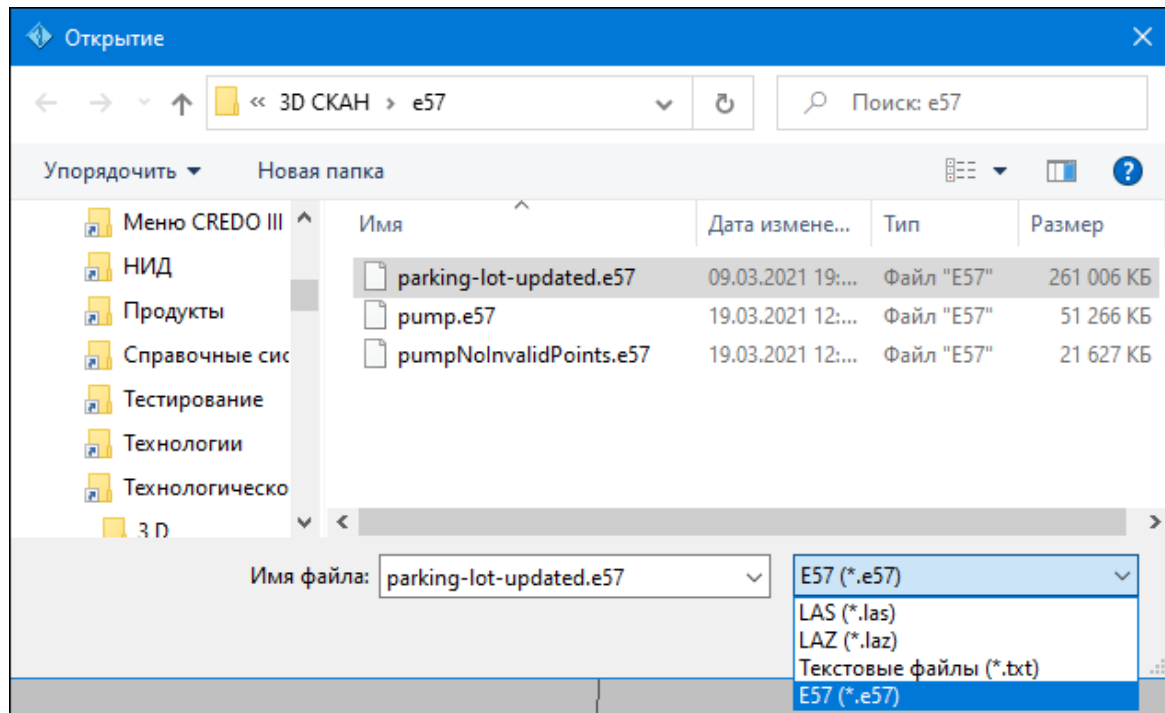 Открытие
« 3D СКАН › e57
Поиск: e57
Упорядочить
Новая папка
Меню CREDO III
НИД
Продукты
Справочные сис
Тестирование
Технологии
Технологическо
3 D
Имя Дата измене... Тип Размер
parking-lot-updated.e57 09.03.2021 19:... Файл "E57" 261 006 КБ
pump.e57 19.03.2021 12:... Файл "E57" 51 266 КБ
pumpNoInvalidPoints.e57 19.03.2021 12:... Файл "E57" 21 627 КБ
Имя файла: parking-lot-updated.e57
E57 (*.e57)
LAS (*.las)
LAZ (*.laz)
Текстовые файлы (*.txt)
E57 (*.e57)